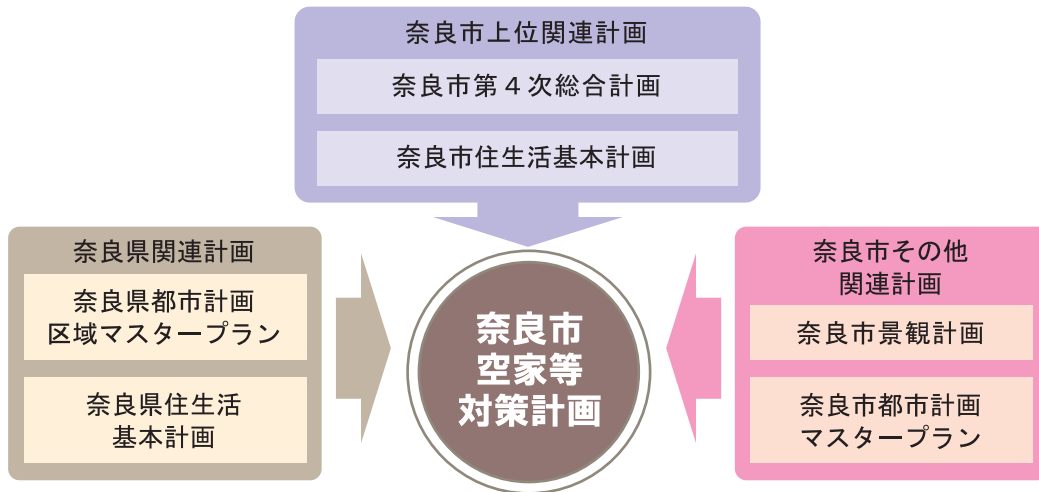 奈良市上位関連計画
奈良市第4次総合計画
奈良市住生活基本計画
奈良県関連計画
奈良県都市計画
区域マスタープラン
奈良県住生活
基本計画
奈良市
空家等
対策計画
奈良市その他
関連計画
奈良市景観計画
奈良市都市計画
マスタープラン